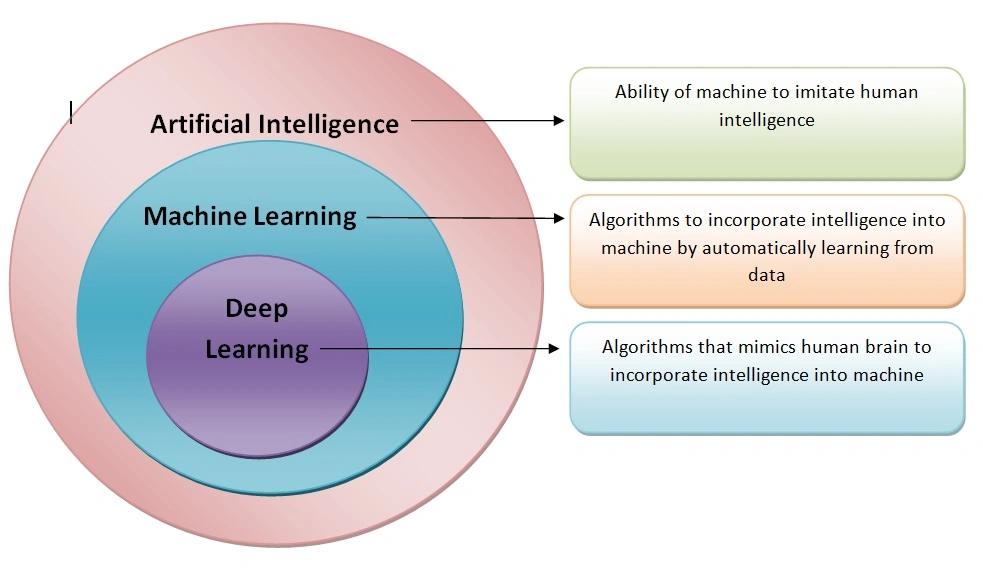 Artificial Intelligence
Ability of machine to imitate human
intelligence
Machine Learning
Algorithms to incorporate intelligence into
machine by automatically learning from
data
Deep
Learning
Algorithms that mimics human brain to
incorporate intelligence into machine